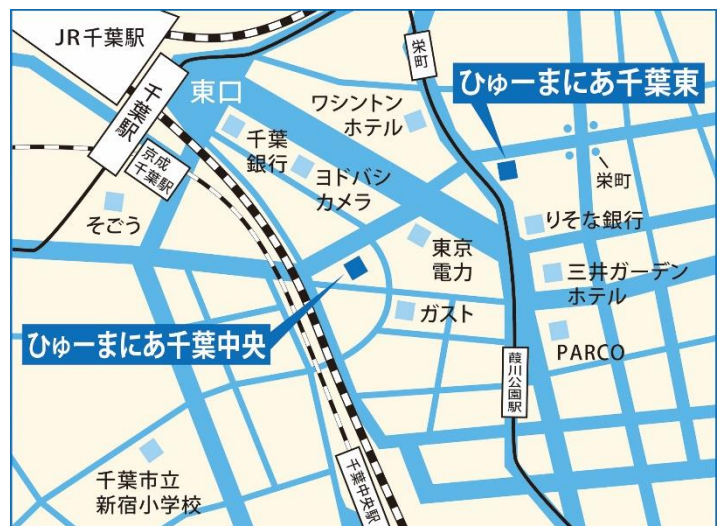 JR千葉駅
千葉駅
東口
京成
千葉駅
そごう
千葉
銀行
ヨドバシ
カメラ
ワシントン
ホテル
栄町
ひゅーまにあ千葉東
栄町
りそな銀行
東京
電力
三井ガーデン
ホテル
ガスト
PARCO
ひゅーまにあ千葉中央
葭川公園駅
千葉市立
新宿小学校
千葉中央駅